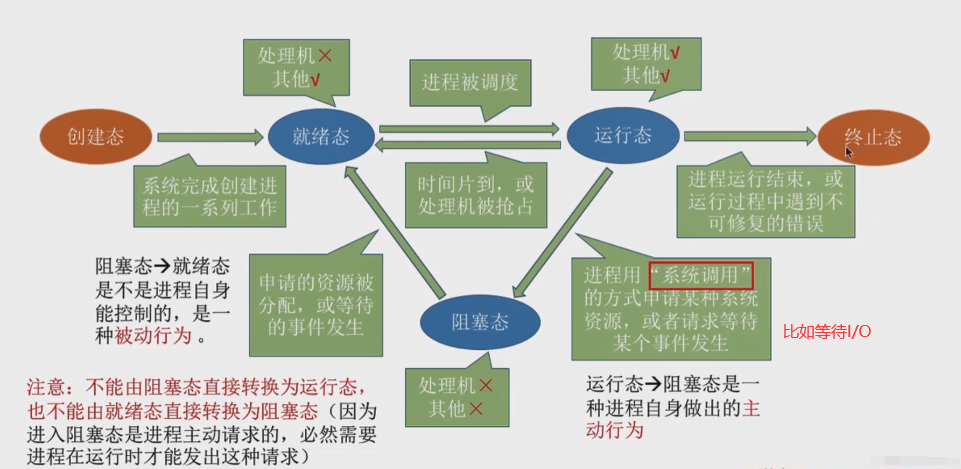 处理机×
其他√
进程被调度
处理机√
其他√
创建态
就绪态
运行态
终止态
系统完成创建进
程的一系列工作
时间片到，或
处理机被抢占
进程运行结束，或
运行过程中遇到不
可修复的错误
阻塞态→就绪态
是不是进程自身
能控制的，是一
种被动行为。
申请的资源被
分配，或等待
的事件发生
阻塞态
进程用“系统调用”
的方式申请某种系统
资源，或者请求等待
某个事件发生
比如等待I/O
处理机×
其他×
运行态→阻塞态是一
种进程自身做出的主
动行为
注意：不能由阻塞态直接转换为运行态，
也不能由就绪态直接转换为阻塞态（因为
进入阻塞态是进程主动请求的，必然需要
进程在运行时才能发出这种请求）